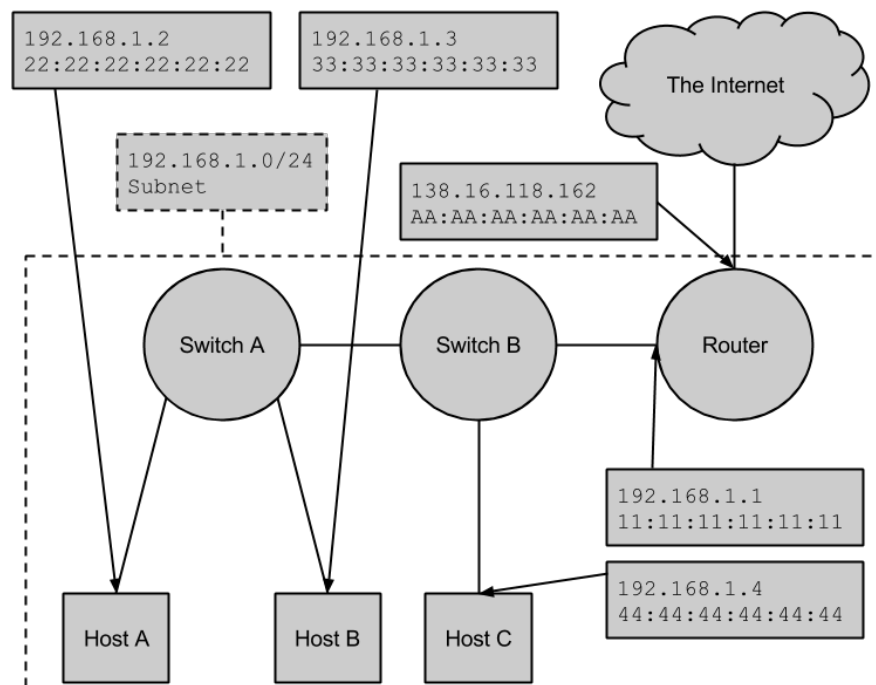 192.168.1.2
22:22:22:22:22:22
192.168.1.3
33:33:33:33:33:33
The Internet
192.168.1.0/24
Subnet
138.16.118.162
AA:AA:AA:AA:AA:AA
Switch A
Switch B
Router
192.168.1.1
11:11:11:11:11:11
192.168.1.4
44:44:44:44:44:44
Host A
Host B
Host C